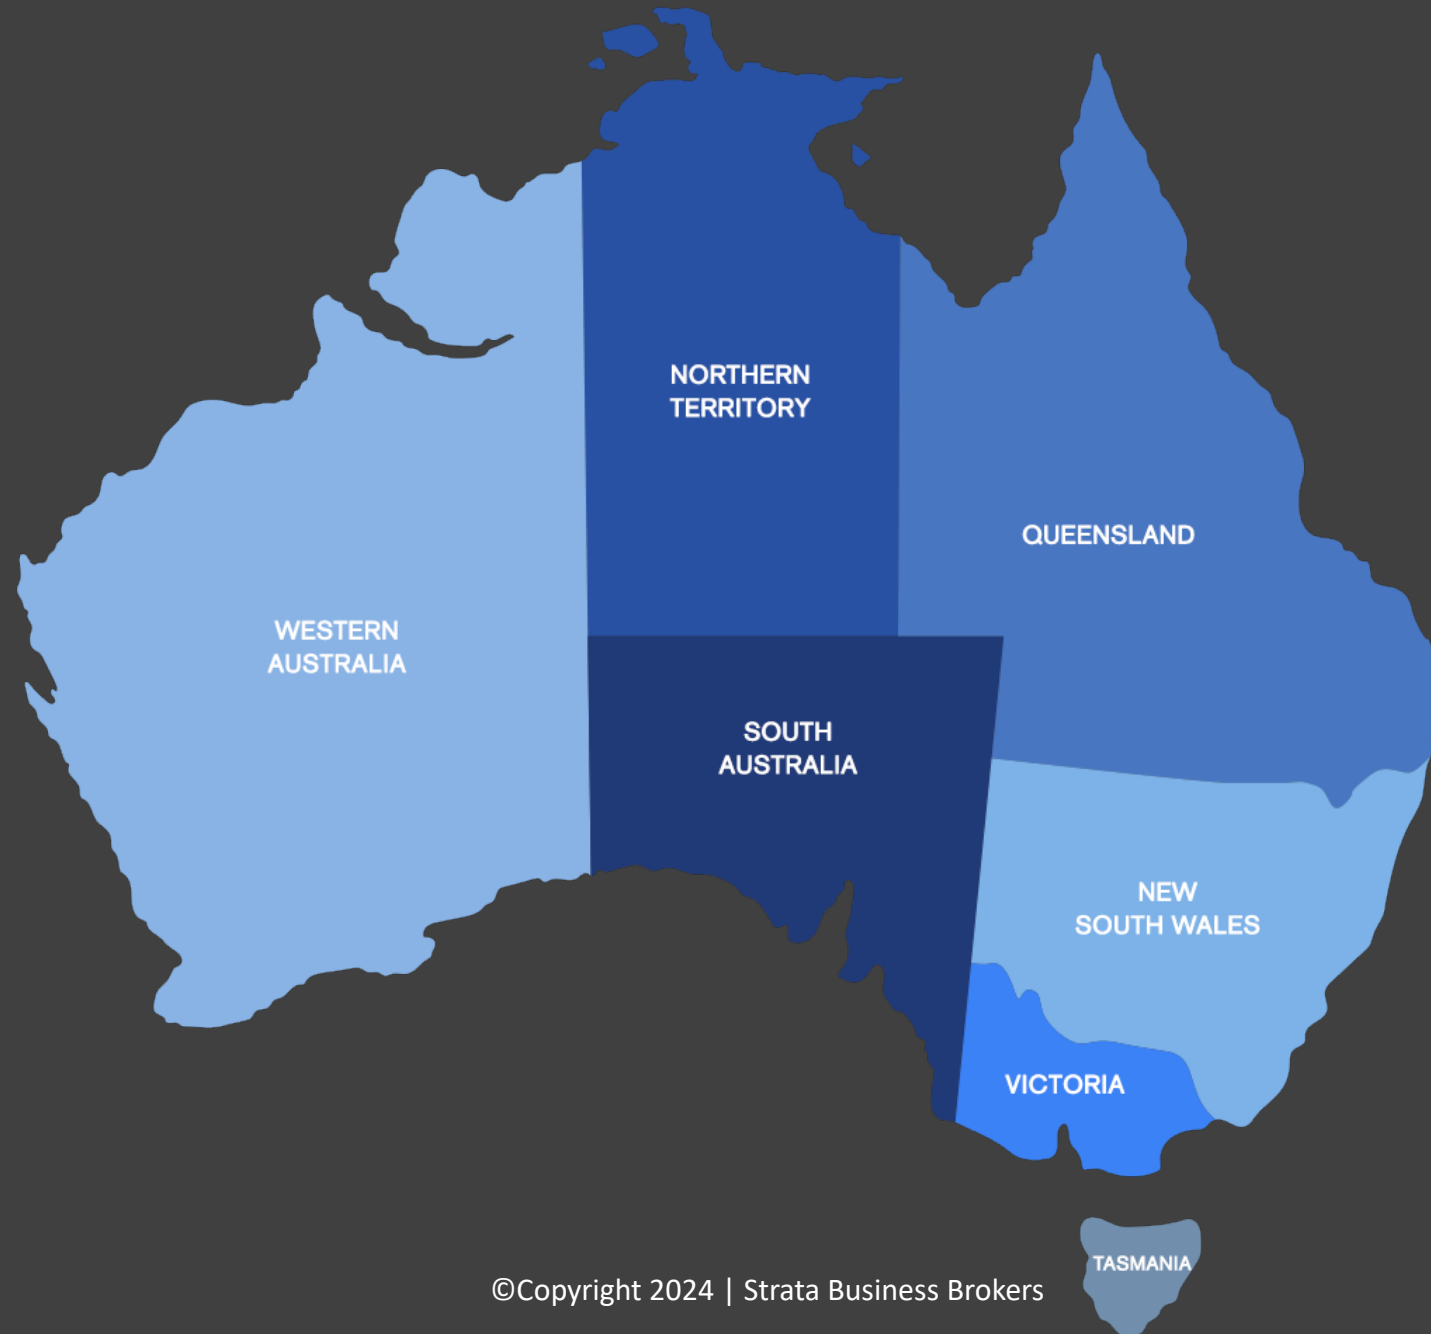 NORTHERN
TERRITORY
QUEENSLAND
WESTERN
AUSTRALIA
SOUTH
AUSTRALIA
NEW
SOUTH WALES
VICTORIA
TASMANIA
©Copyright 2024 | Strata Business Brokers